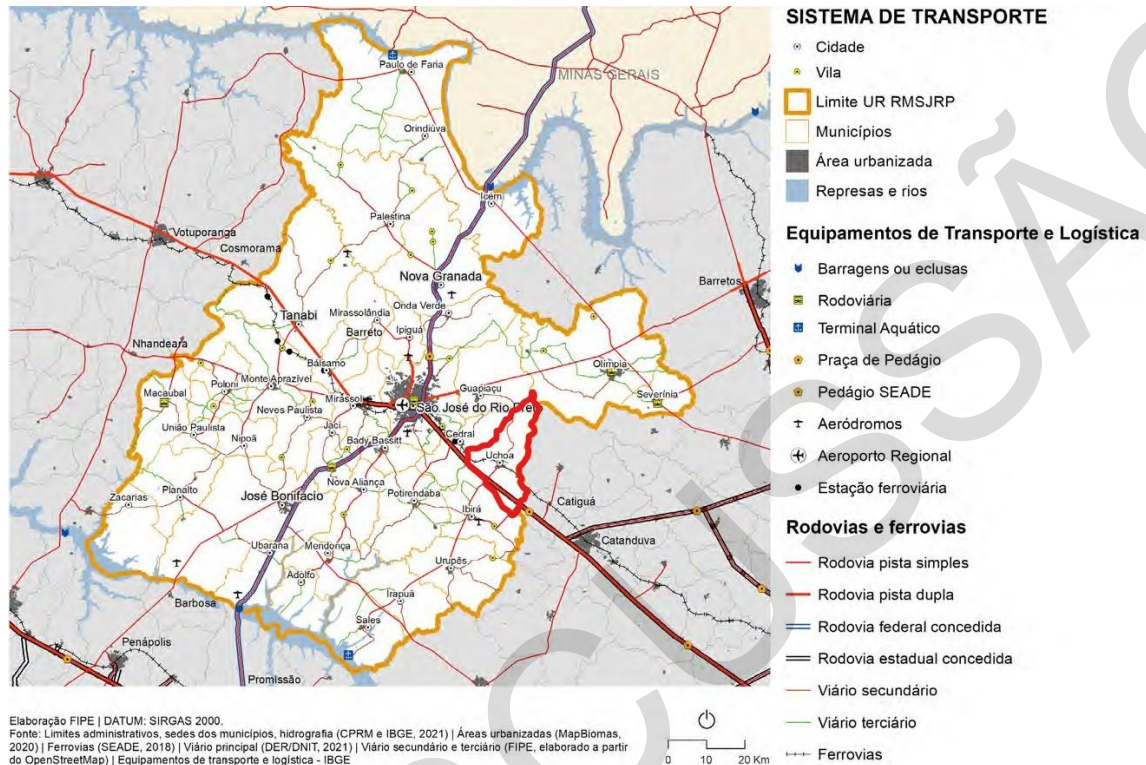 SISTEMA DE TRANSPORTE
Cidade
Vila
Limite UR RMSJRP
Municípios
Área urbanizada
Represas e rios
Equipamentos de Transporte e Logística
Barragens ou eclusas
Rodoviária
Terminal Aquático
Praça de Pedágio
Pedágio SEADE
Aeródromos
Aeroporto Regional
Estação ferroviária
Rodovias e ferrovias
Rodovia pista simples
Rodovia pista dupla
Rodovia federal concedida
Rodovia estadual concedida
Viário secundário
Viário terciário
Ferrovias
Paulo de Faria
MINAS GERAIS
Orindiúva
Icém
Palestina
Votuporanga
Cosmorama
Nova Granada
Barretos
Onda Verde
Tanabi
Mirassolândia
Barreto
Ipiguá
Nhandeara
Bálsamo
Olímpia
Macaubal
Poloni
Monte Aprazível
Guapiaçu
Severínia
Neves Paulista
Mirassol
São José do Rio Preto
União Paulista
Jaci
Nipoã
Bady Bassitt
Cedral
Uchoa
Zacarias
Planalto
José Bonifacio
Nova Aliança
Potirendaba
Ibirá
Catiguá
Catanduva
Ubarana
Mendonça
Adolfo
Urupês
Irapuã
Barbosa
Sales
Penápolis
Promissão
Elaboração FIPE | DATUM: SIRGAS 2000.
Fonte: Limites administrativos, sedes dos municípios, hidrografia (CPRM e IBGE, 2021) | Áreas urbanizadas (MapBiomas,
2020) | Ferrovias (SEADE, 2018) | Viário principal (DER/DNIT, 2021) | Viário secundário e terciário (FIPE, elaborado a partir
do OpenStreetMap) | Equipamentos de transporte e logística - IBGE
0 10 20 Km
CUSSÃO